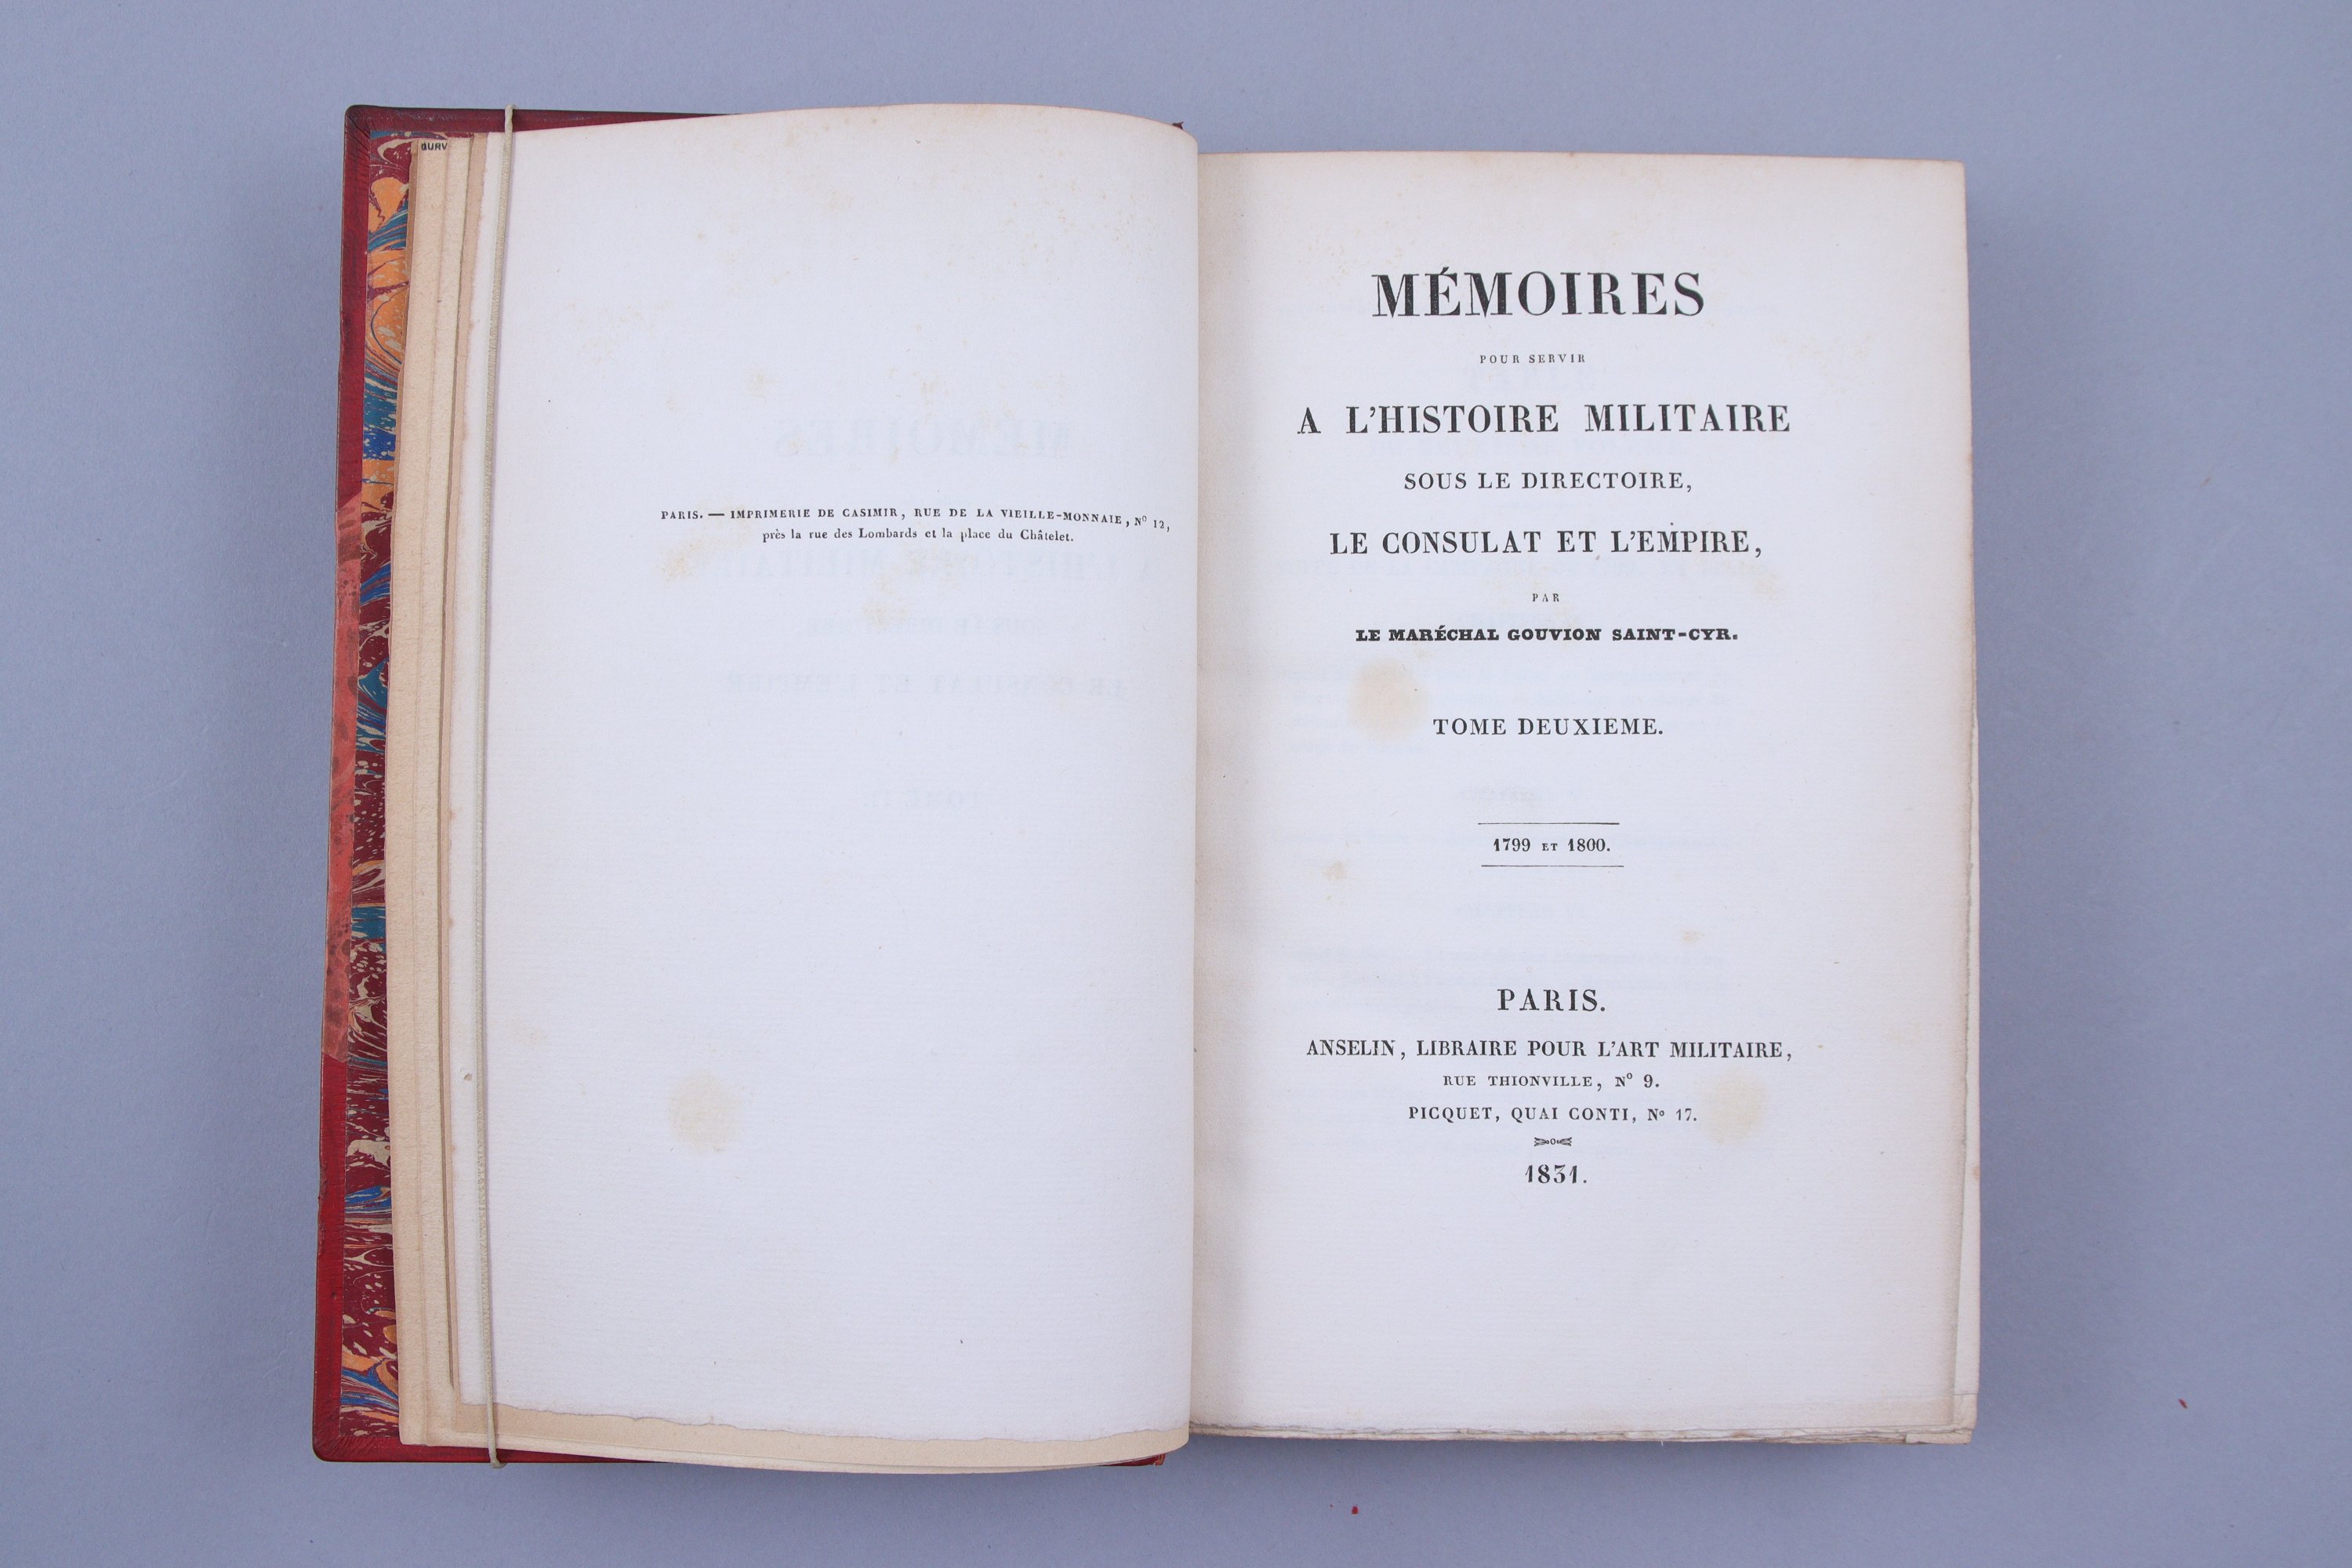 PARIS. — IMPRIMERIE DE CASIMIR, RUE DE LA VIEILLE-MONNAIE, Nº 12,
près la rue des Lombards et la place du Châtelet.
MÉMOIRES
POUR SERVIR
A L'HISTOIRE MILITAIRE
SOUS LE DIRECTOIRE,
LE CONSULAT ET L'EMPIRE,
PAR
LE MARÉCHAL GOUVION SAINT-CYR.
TOME DEUXIEME.
1799 ET 1800.
PARIS.
ANSELIN, LIBRAIRE POUR L'ART MILITAIRE,
RUE THIONVILLE, Nº 9.
PICQUET, QUAI CONTI, Nº 17.
1831.